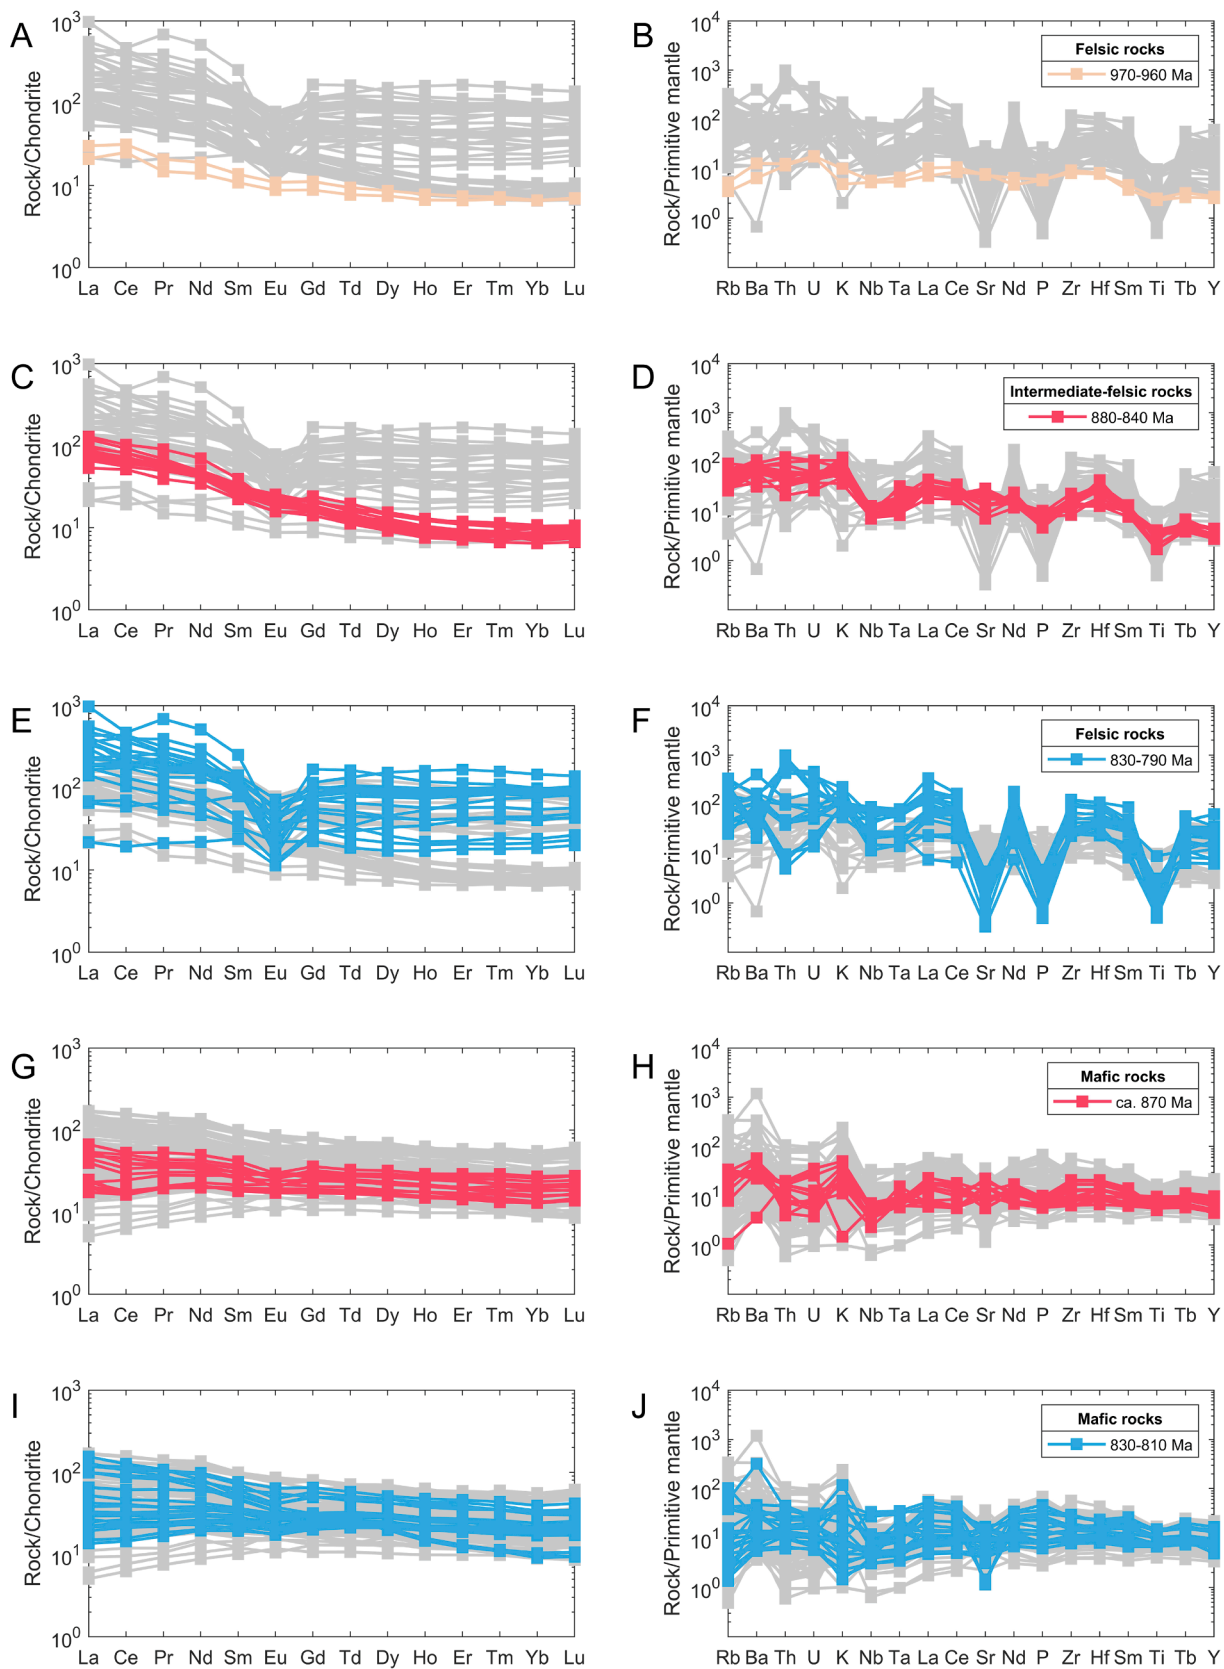 A
Rock/Chondrite
10³
10²
10¹
10⁰
La Ce Pr Nd Sm Eu Gd Td Dy Ho Er Tm Yb Lu
B
Rock/Primitive mantle
10⁴
10³
10²
10¹
10⁰
Felsic rocks
970-960 Ma
Rb Ba Th U K Nb Ta La Ce Sr Nd P Zr Hf Sm Ti Tb Y
C
Rock/Chondrite
10³
10²
10¹
10⁰
La Ce Pr Nd Sm Eu Gd Td Dy Ho Er Tm Yb Lu
D
Rock/Primitive mantle
10⁴
10³
10²
10¹
10⁰
Intermediate-felsic rocks
880-840 Ma
Rb Ba Th U K Nb Ta La Ce Sr Nd P Zr Hf Sm Ti Tb Y
E
Rock/Chondrite
10³
10²
10¹
10⁰
La Ce Pr Nd Sm Eu Gd Td Dy Ho Er Tm Yb Lu
F
Rock/Primitive mantle
10⁴
10³
10²
10¹
10⁰
Felsic rocks
830-790 Ma
Rb Ba Th U K Nb Ta La Ce Sr Nd P Zr Hf Sm Ti Tb Y
G
Rock/Chondrite
10³
10²
10¹
10⁰
La Ce Pr Nd Sm Eu Gd Td Dy Ho Er Tm Yb Lu
H
Rock/Primitive mantle
10⁴
10³
10²
10¹
10⁰
Mafic rocks
ca. 870 Ma
Rb Ba Th U K Nb Ta La Ce Sr Nd P Zr Hf Sm Ti Tb Y
I
Rock/Chondrite
10³
10²
10¹
10⁰
La Ce Pr Nd Sm Eu Gd Td Dy Ho Er Tm Yb Lu
J
Rock/Primitive mantle
10⁴
10³
10²
10¹
10⁰
Mafic rocks
830-810 Ma
Rb Ba Th U K Nb Ta La Ce Sr Nd P Zr Hf Sm Ti Tb Y